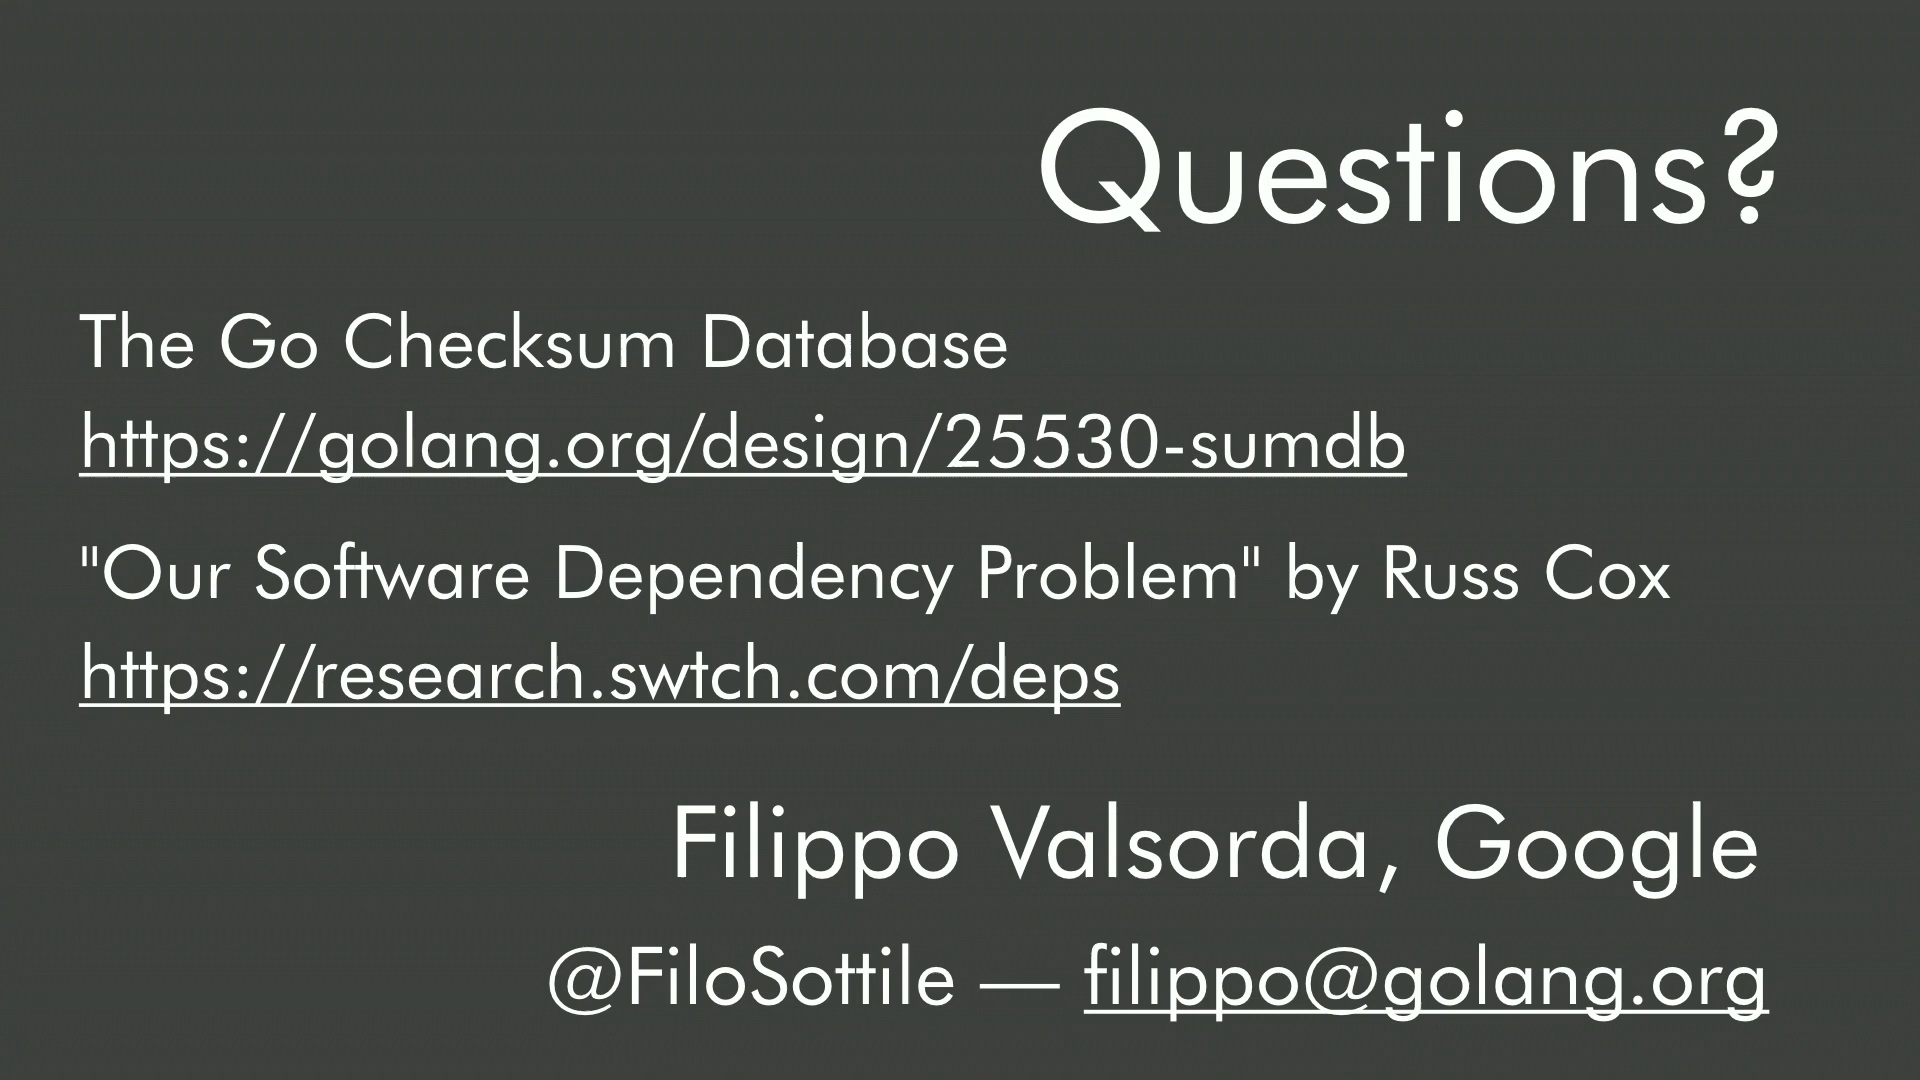 Questions?
The Go Checksum Database
https://golang.org/design/25530-sumdb
"Our Software Dependency Problem" by Russ Cox
https://research.swtch.com/deps
Filippo Valsorda, Google
@FiloSottile — filippo@golang.org